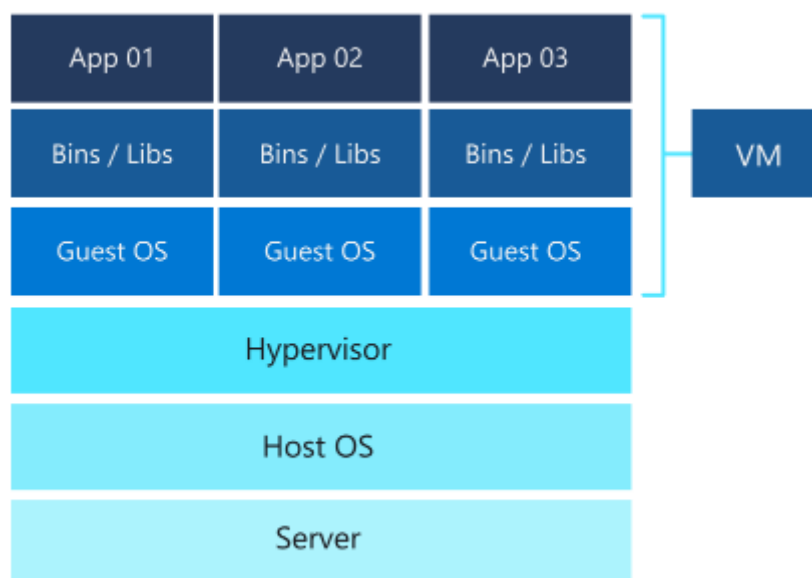 App 01
App 02
App 03
Bins / Libs
Bins / Libs
Bins / Libs
VM
Guest OS
Guest OS
Guest OS
Hypervisor
Host OS
Server